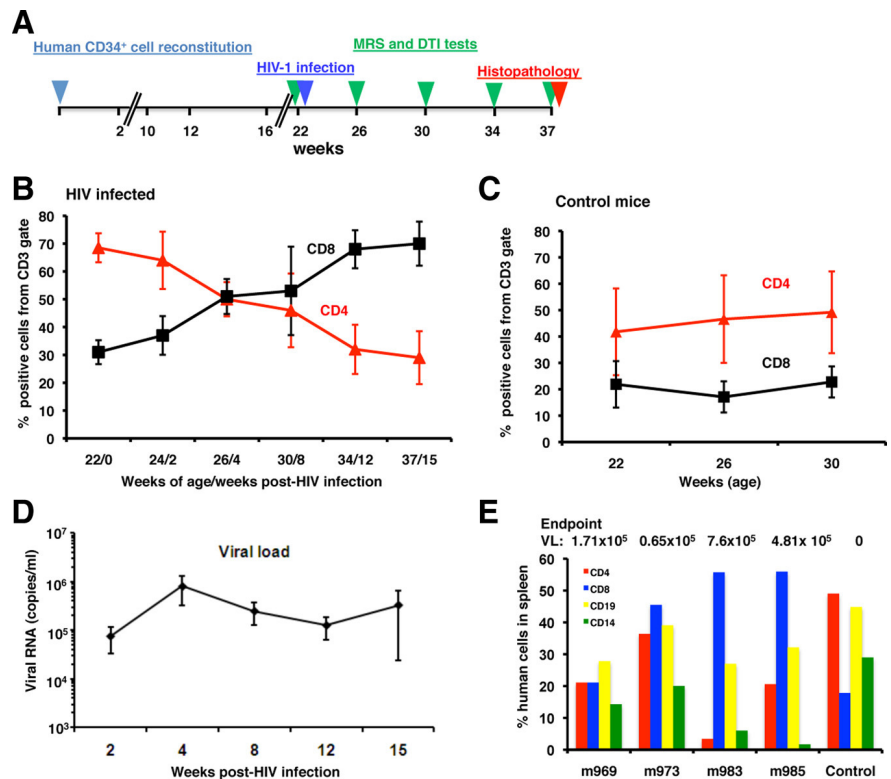 A
Human CD34⁺ cell reconstitution
MRS and DTI tests
HIV-1 infection
Histopathology
2 10 12 16 22 26 30 34 37
weeks
B
HIV infected
% positive cells from CD3 gate
80
70
60
50
40
30
20
10
0
CD8
CD4
22/0 24/2 26/4 30/8 34/12 37/15
Weeks of age/weeks post-HIV infection
C
Control mice
% positive cells from CD3 gate
80
70
60
50
40
30
20
10
0
CD4
CD8
22 26 30
Weeks (age)
D
Viral load
Viral RNA (copies/ml)
10⁷
10⁶
10⁵
10⁴
10³
2 4 8 12 15
Weeks post-HIV infection
E
Endpoint
VL: 1.71x10⁵ 0.65x10⁵ 7.6x10⁵ 4.81x 10⁵ 0
% human cells in spleen
60
50
40
30
20
10
0
CD4
CD8
CD19
CD14
m969 m973 m983 m985 Control